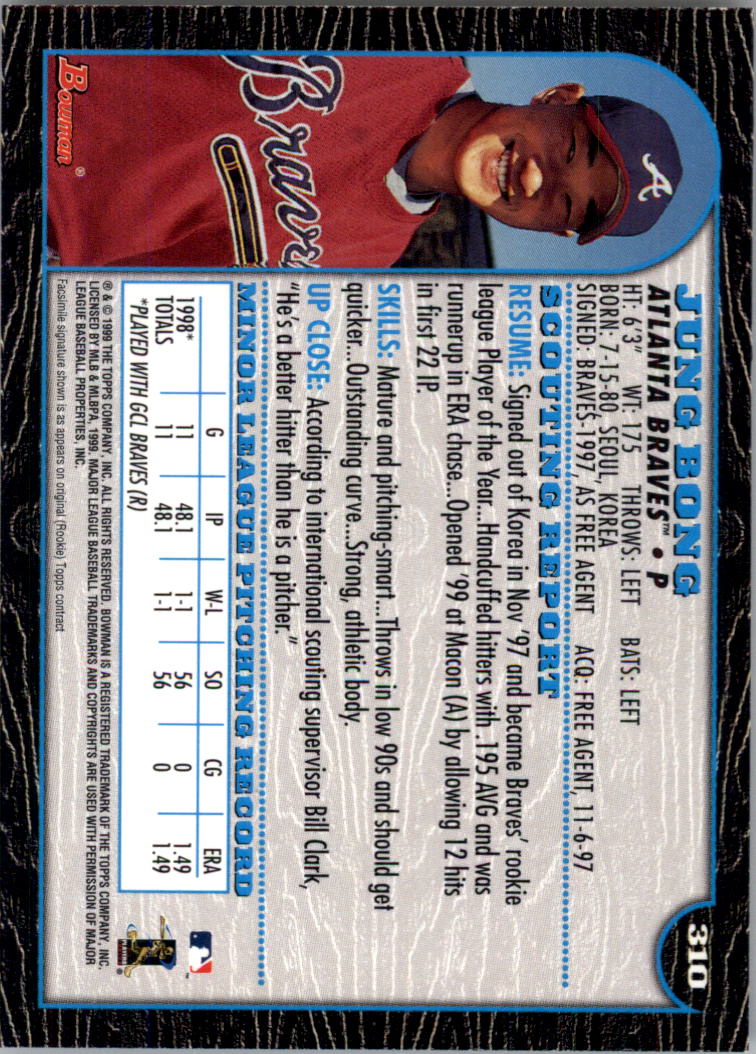 310
JUNG BONG
ATLANTA BRAVES™ • P
HT: 6'3" WT: 175 THROWS: LEFT BATS: LEFT
BORN: 7-15-80, SEOUL, KOREA
SIGNED: BRAVES-1997, AS FREE AGENT ACQ: FREE AGENT, 11-6-97
SCOUTING REPORT
RESUME: Signed out of Korea in Nov '97 and became Braves' rookie
league Player of the Year...Handcuffed hitters with .195 AVG and was
runnerup in ERA chase...Opened '99 at Macon (A) by allowing 12 hits
in first 22 IP.
SKILLS: Mature and pitching-smart...Throws in low 90s and should get
quicker...Outstanding curve...Strong, athletic body.
UP CLOSE: According to international scouting supervisor Bill Clark,
"He's a better hitter than he is a pitcher."
MINOR LEAGUE PITCHING RECORD
G IP W-L SO CG ERA
1998* 11 48.1 1-1 56 0 1.49
TOTALS 11 48.1 1-1 56 0 1.49
*PLAYED WITH GCL BRAVES (R)
® & © 1999 THE TOPPS COMPANY, INC. ALL RIGHTS RESERVED. BOWMAN IS A REGISTERED TRADEMARK OF THE TOPPS COMPANY, INC.
LICENSED BY MLB & MLBPA, 1999. MAJOR LEAGUE BASEBALL TRADEMARKS AND COPYRIGHTS ARE USED WITH PERMISSION OF MAJOR
LEAGUE BASEBALL PROPERTIES, INC.
Facsimile signature shown is as appears on original (Rookie) Topps contract
A
Braves
Bowman®